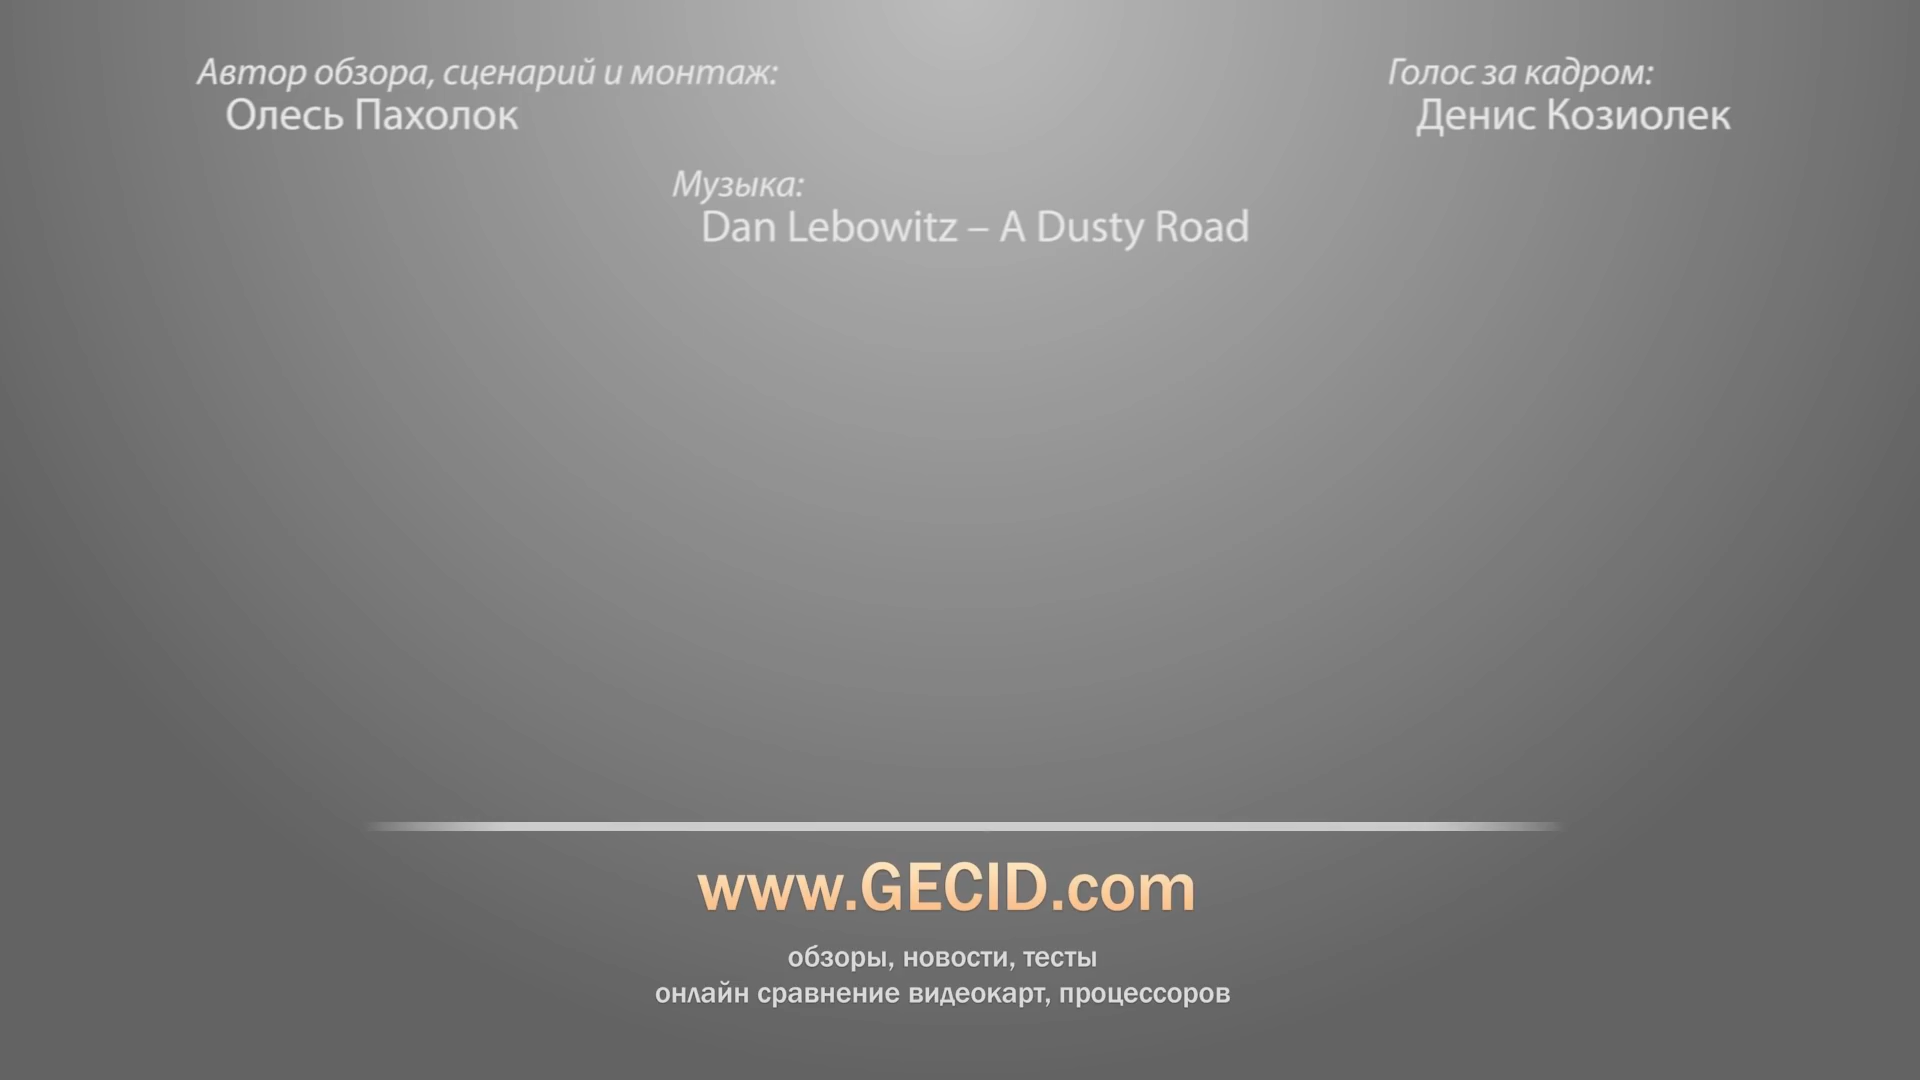 Автор обзора, сценарий и монтаж:
Олесь Пахолок
Голос за кадром:
Денис Козиолек
Музыка:
Dan Lebowitz – A Dusty Road
www.GECID.com
обзоры, новости, тесты
онлайн сравнение видеокарт, процессоров